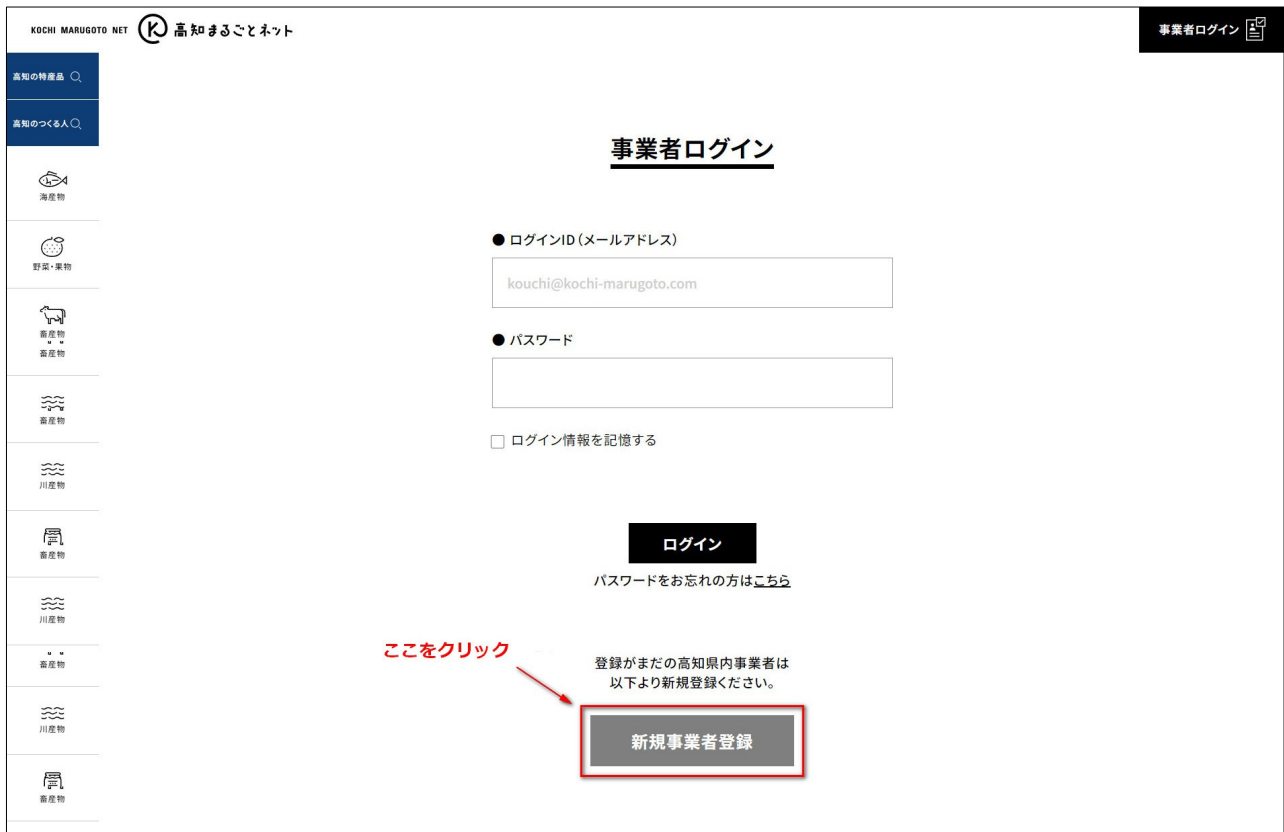 KOCHI MARUGOTO NET 高知まるごとネット
事業者ログイン
高知の特産品
高知のつくる人
海産物
野菜・果物
畜産物
畜産物
畜産物
川産物
畜産物
川産物
畜産物
川産物
畜産物
事業者ログイン
● ログインID（メールアドレス）
kouchi@kochi-marugoto.com
● パスワード
ログイン情報を記憶する
ログイン
パスワードをお忘れの方はこちら
ここをクリック
登録がまだの高知県内事業者は
以下より新規登録ください。
新規事業者登録